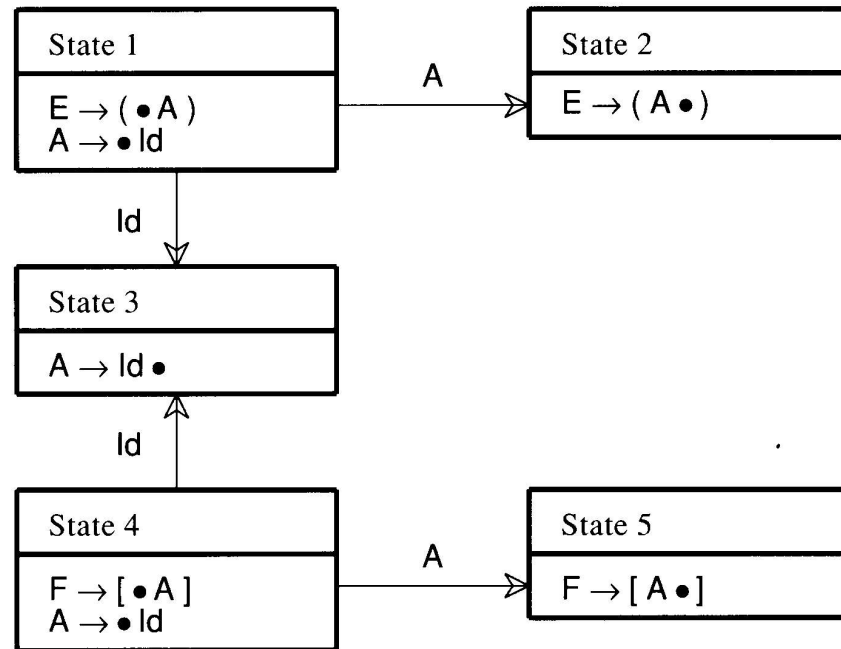 State 1
E → ( • A )
A → • Id
A
State 2
E → ( A • )
Id
State 3
A → Id •
Id
State 4
F → [ • A ]
A → • Id
A
State 5
F → [ A • ]